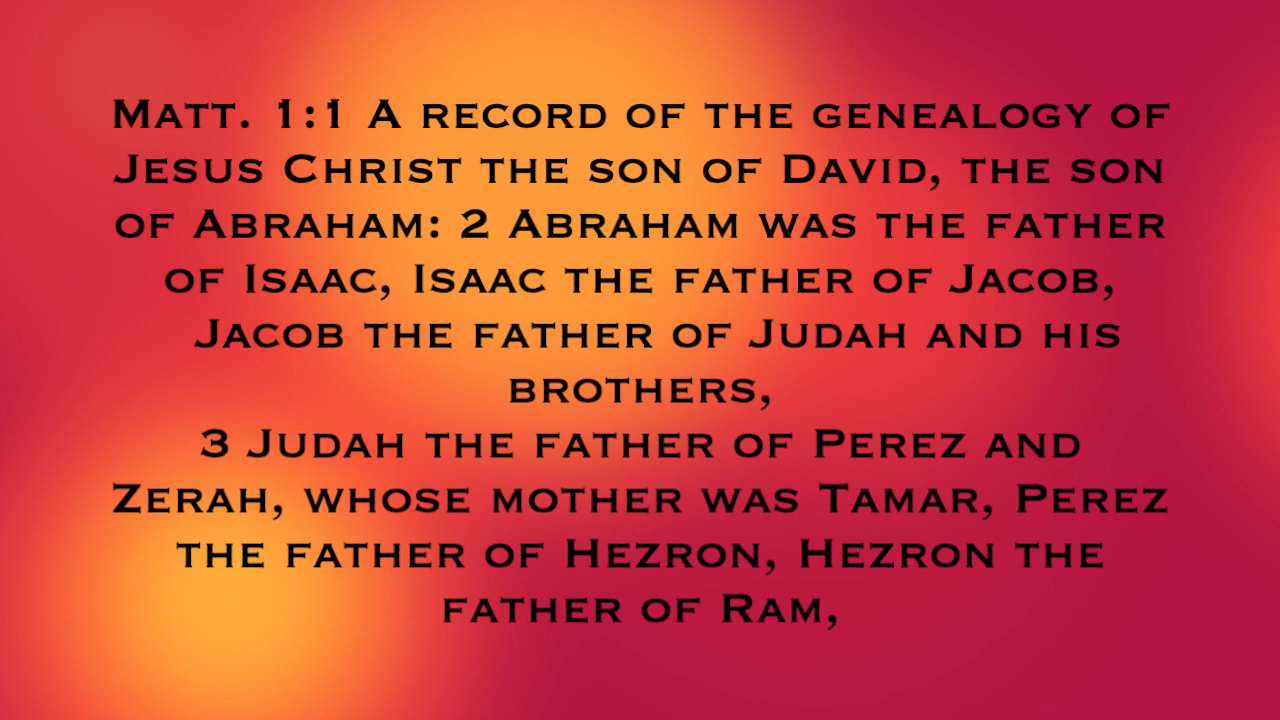 Matt. 1:1 A record of the genealogy of
Jesus Christ the son of David, the son
of Abraham: 2 Abraham was the father
of Isaac, Isaac the father of Jacob,
Jacob the father of Judah and his
brothers,
3 Judah the father of Perez and
Zerah, whose mother was Tamar, Perez
the father of Hezron, Hezron the
father of Ram,